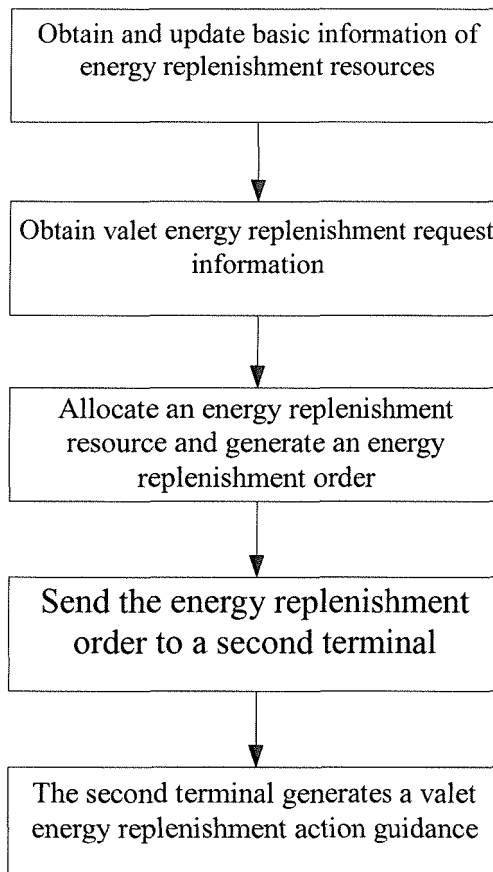 Obtain and update basic information of
energy replenishment resources
Obtain valet energy replenishment request
information
Allocate an energy replenishment
resource and generate an energy
replenishment order
Send the energy replenishment
order to a second terminal
The second terminal generates a valet
energy replenishment action guidance